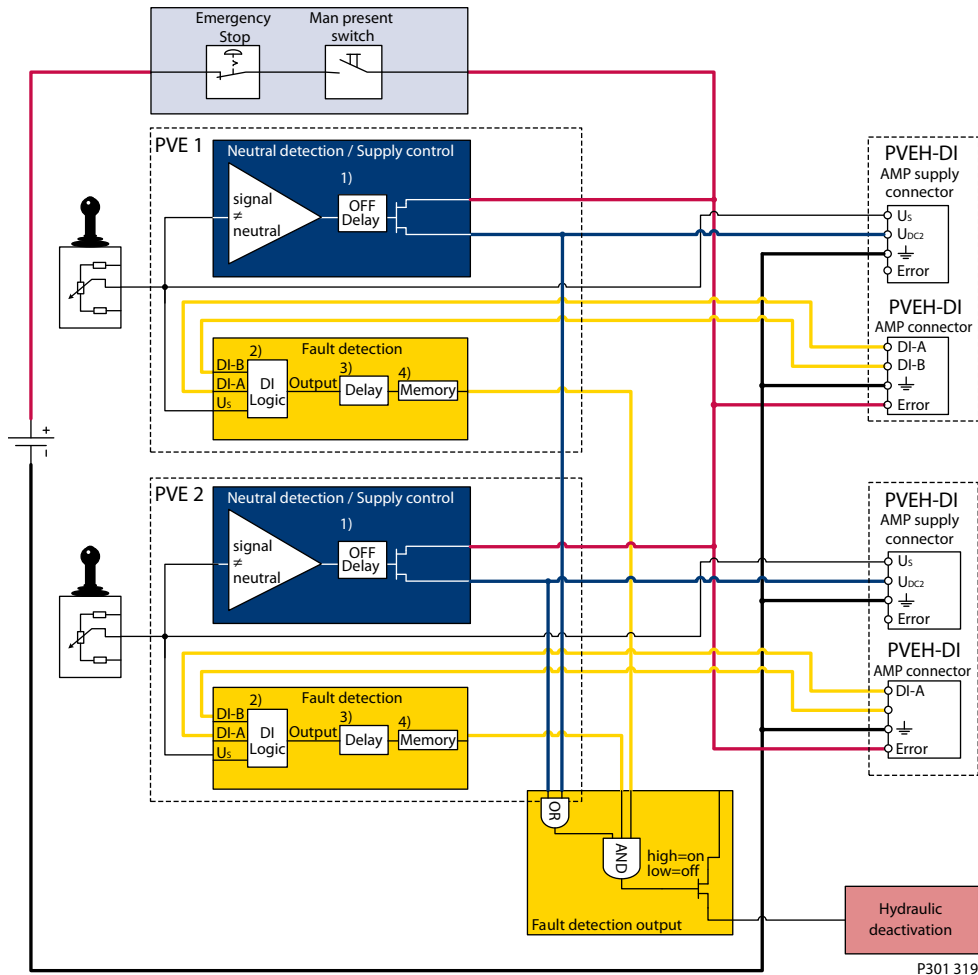 Emergency
Stop
Man present
switch
PVE 1
Neutral detection / Supply control
1)
signal
≠
neutral
OFF
Delay
PVEH-DI
AMP supply
connector
Us
UDC2
Error
PVEH-DI
AMP connector
DI-A
DI-B
Error
Fault detection
2)
3)
4)
DI-B
DI-A
Us
DI
Logic
Output
Delay
Memory
+
–
PVE 2
Neutral detection / Supply control
1)
signal
≠
neutral
OFF
Delay
PVEH-DI
AMP supply
connector
Us
UDC2
Error
PVEH-DI
AMP connector
DI-A
Error
Fault detection
2)
3)
4)
DI-B
DI-A
Us
DI
Logic
Output
Delay
Memory
OR
AND
high=on
low=off
Fault detection output
Hydraulic
deactivation
P301 319